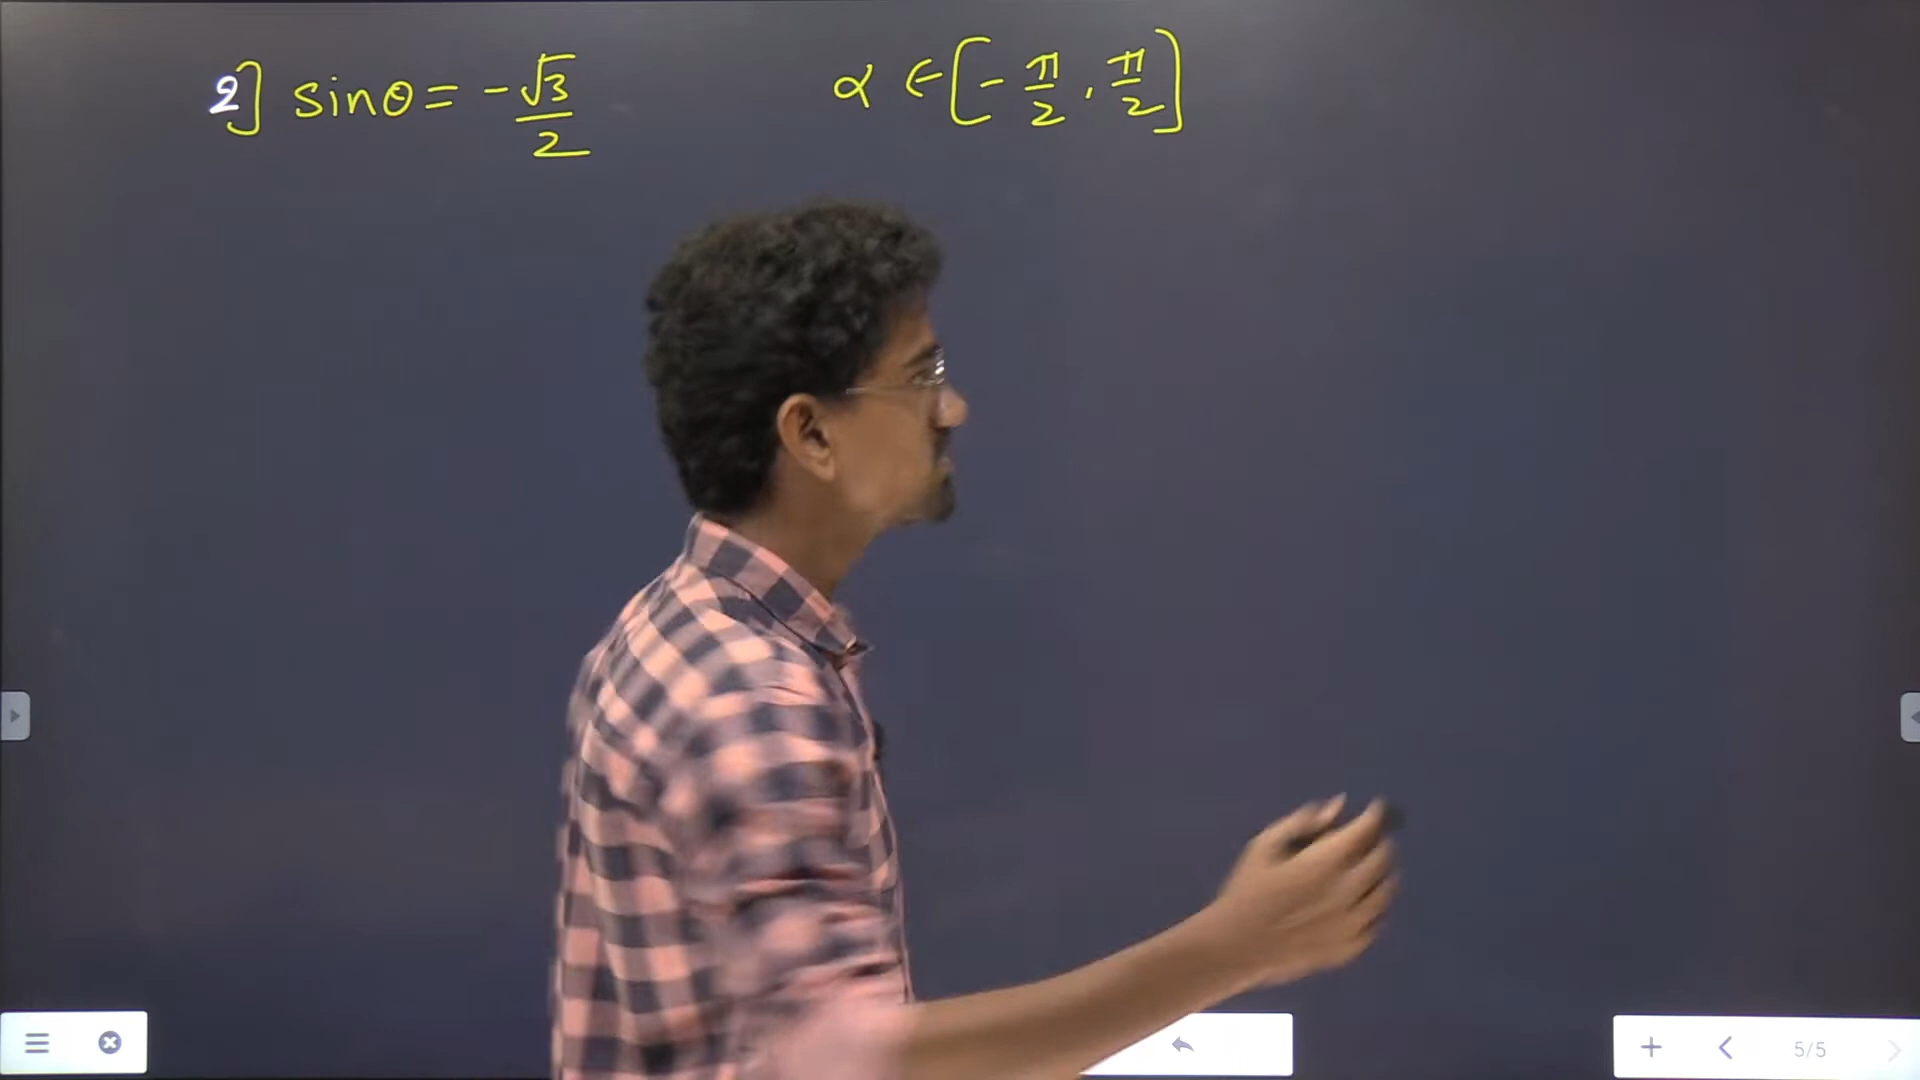 2] sinθ = -√3/2
α ∈ [-π/2, π/2]
5/5